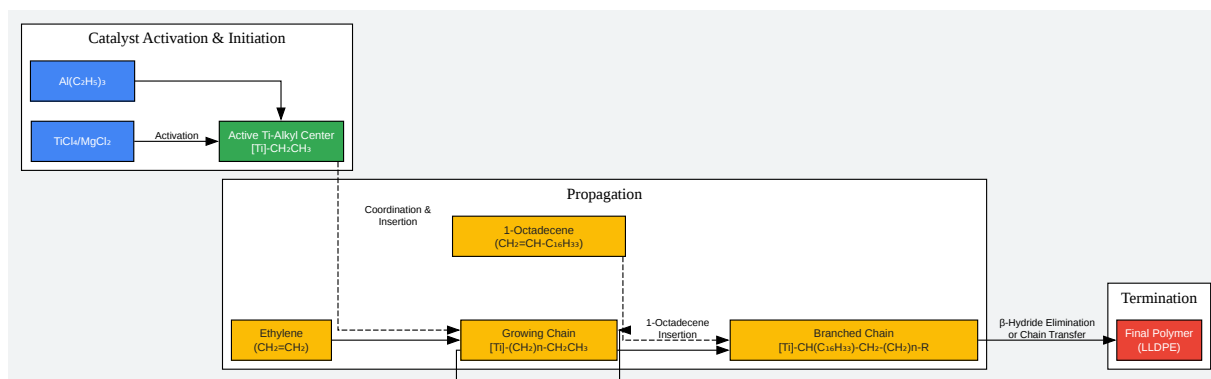 Catalyst Activation & Initiation
Al(C₂H₅)₃
TiCl₄/MgCl₂
Activation
Active Ti-Alkyl Center
[Ti]-CH₂CH₃
Propagation
Coordination &
Insertion
1-Octadecene
(CH₂=CH-C₁₆H₃₃)
Ethylene
(CH₂=CH₂)
Growing Chain
[Ti]-(CH₂)n-CH₂CH₃
1-Octadecene
Insertion
Branched Chain
[Ti]-CH(C₁₆H₃₃)-CH₂-(CH₂)n-R
β-Hydride Elimination
or Chain Transfer
Termination
Final Polymer
(LLDPE)